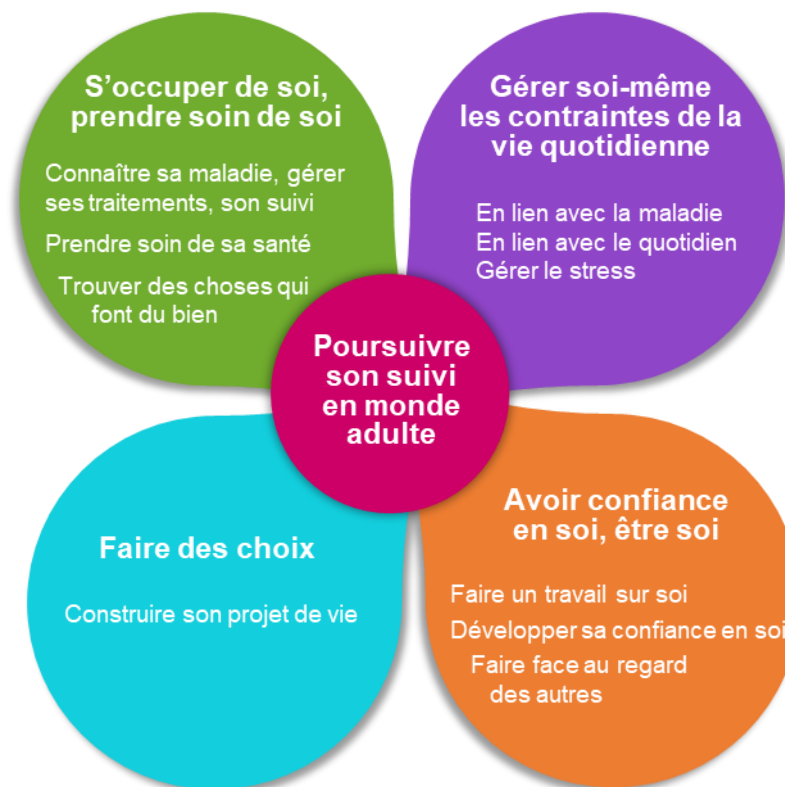 S'occuper de soi,
prendre soin de soi
Connaître sa maladie, gérer
ses traitements, son suivi
Prendre soin de sa santé
Trouver des choses qui
font du bien
Gérer soi-même
les contraintes de la
vie quotidienne
En lien avec la maladie
En lien avec le quotidien
Gérer le stress
Poursuivre
son suivi
en monde
adulte
Faire des choix
Construire son projet de vie
Avoir confiance
en soi, être soi
Faire un travail sur soi
Développer sa confiance en soi
Faire face au regard
des autres